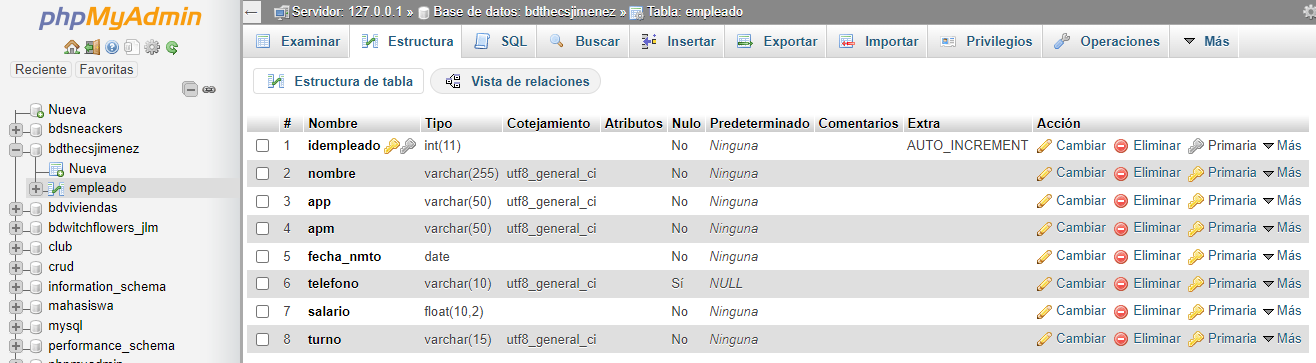 phpMyAdmin
Reciente Favoritas
Nueva
bdsneackers
bdthecsjimenez
Nueva
empleado
bdviviendas
bdwitchflowers_jlm
club
crud
information_schema
mahasiswa
mysql
performance_schema
phpmyadmin
Servidor: 127.0.0.1 » Base de datos: bdthecsjimenez » Tabla: empleado
Examinar Estructura SQL Buscar Insertar Exportar Importar Privilegios Operaciones Más
Estructura de tabla Vista de relaciones
# Nombre Tipo Cotejamiento Atributos Nulo Predeterminado Comentarios Extra Acción
1 idempleado int(11) No Ninguna AUTO_INCREMENT Cambiar Eliminar Primaria Más
2 nombre varchar(255) utf8_general_ci No Ninguna Cambiar Eliminar Primaria Más
3 app varchar(50) utf8_general_ci No Ninguna Cambiar Eliminar Primaria Más
4 apm varchar(50) utf8_general_ci No Ninguna Cambiar Eliminar Primaria Más
5 fecha_nmto date No Ninguna Cambiar Eliminar Primaria Más
6 telefono varchar(10) utf8_general_ci Sí NULL Cambiar Eliminar Primaria Más
7 salario float(10,2) No Ninguna Cambiar Eliminar Primaria Más
8 turno varchar(15) utf8_general_ci No Ninguna Cambiar Eliminar Primaria Más